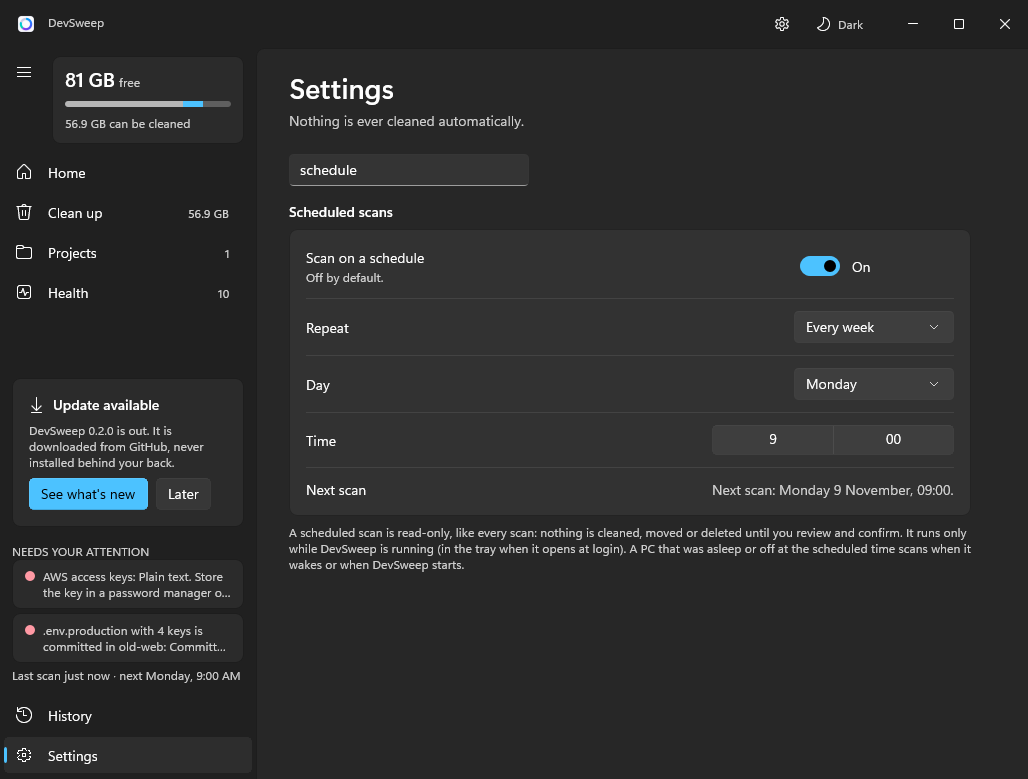 DevSweep
Dark
81 GB free
56.9 GB can be cleaned
Home
Clean up 56.9 GB
Projects 1
Health 10
Update available
DevSweep 0.2.0 is out. It is
downloaded from GitHub, never
installed behind your back.
See what's new Later
NEEDS YOUR ATTENTION
AWS access keys: Plain text. Store
the key in a password manager o...
.env.production with 4 keys is
committed in old-web: Committ...
Last scan just now · next Monday, 9:00 AM
History
Settings
Settings
Nothing is ever cleaned automatically.
schedule
Scheduled scans
Scan on a schedule
Off by default.
On
Repeat Every week
Day Monday
Time 9 00
Next scan Next scan: Monday 9 November, 09:00.
A scheduled scan is read-only, like every scan: nothing is cleaned, moved or deleted until you review and confirm. It runs only
while DevSweep is running (in the tray when it opens at login). A PC that was asleep or off at the scheduled time scans when it
wakes or when DevSweep starts.